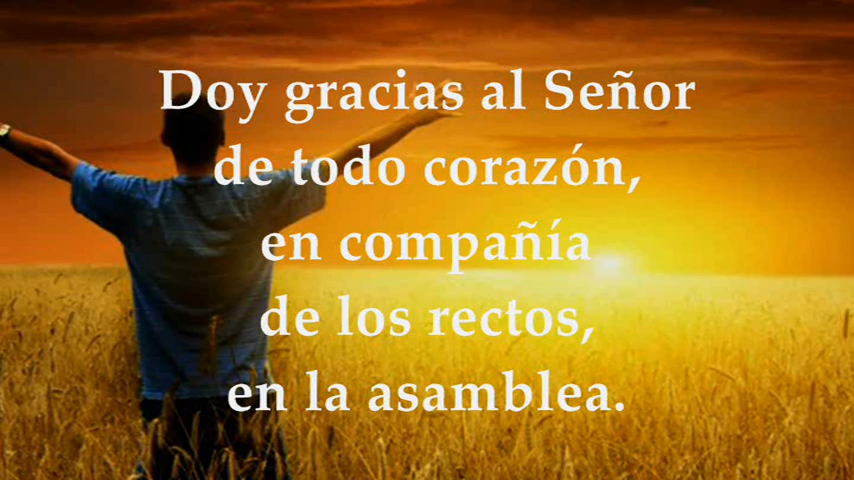 Doy gracias al Señor
de todo corazón,
en compañía
de los rectos,
en la asamblea.